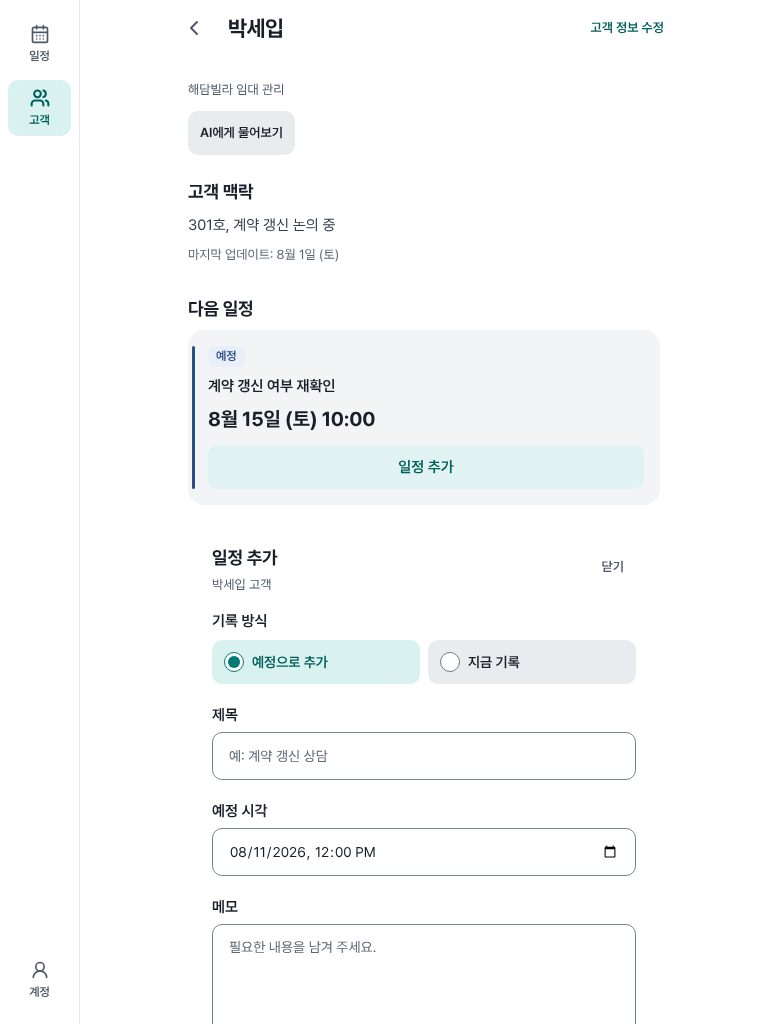 일정
고객
계정
박세입
고객 정보 수정
해담빌라 임대 관리
AI에게 물어보기
고객 맥락
301호, 계약 갱신 논의 중
마지막 업데이트: 8월 1일 (토)
다음 일정
예정
계약 갱신 여부 재확인
8월 15일 (토) 10:00
일정 추가
일정 추가
닫기
박세입 고객
기록 방식
예정으로 추가
지금 기록
제목
예: 계약 갱신 상담
예정 시각
08/11/2026, 12:00 PM
메모
필요한 내용을 남겨 주세요.